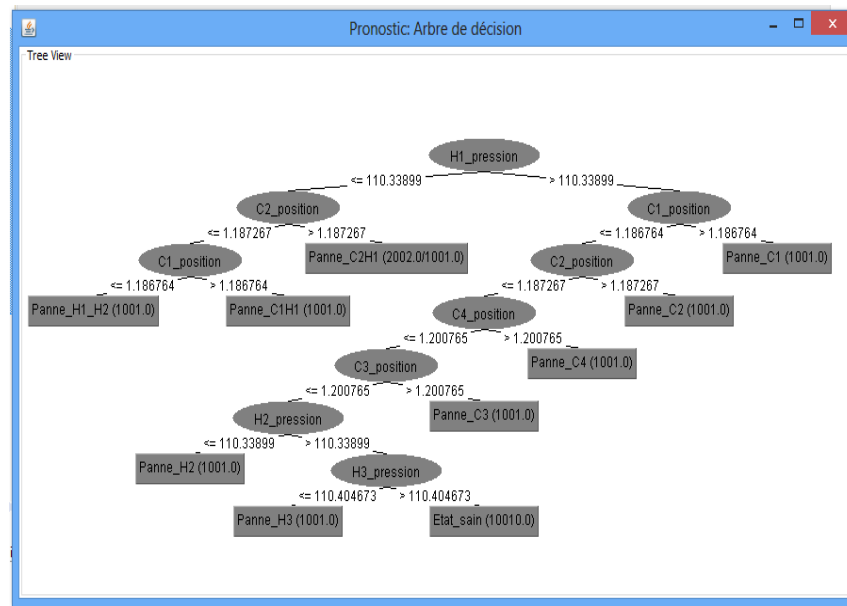 Pronostic: Arbre de décision
Tree View
H1_pression
<= 110.33899 > 110.33899
C2_position C1_position
<= 1.187267 > 1.187267 <= 1.186764 > 1.186764
C1_position Panne_C2H1 (2002.0/1001.0) C2_position Panne_C1 (1001.0)
<= 1.186764 > 1.186764 <= 1.187267 > 1.187267
Panne_H1_H2 (1001.0) Panne_C1H1 (1001.0) C4_position Panne_C2 (1001.0)
<= 1.200765 > 1.200765
C3_position Panne_C4 (1001.0)
<= 1.200765 > 1.200765
H2_pression Panne_C3 (1001.0)
<= 110.33899 > 110.33899
Panne_H2 (1001.0) H3_pression
<= 110.404673 > 110.404673
Panne_H3 (1001.0) Etat_sain (10010.0)